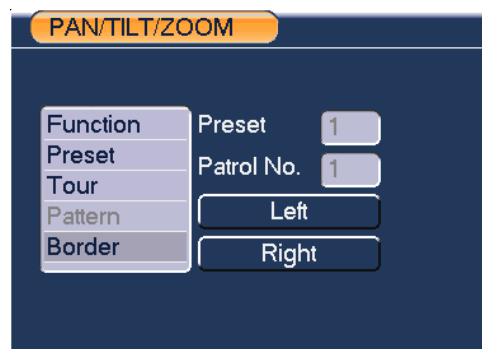 PAN/TILT/ZOOM
Function
Preset
Tour
Pattern
Border
Preset 1
Patrol No. 1
Left
Right